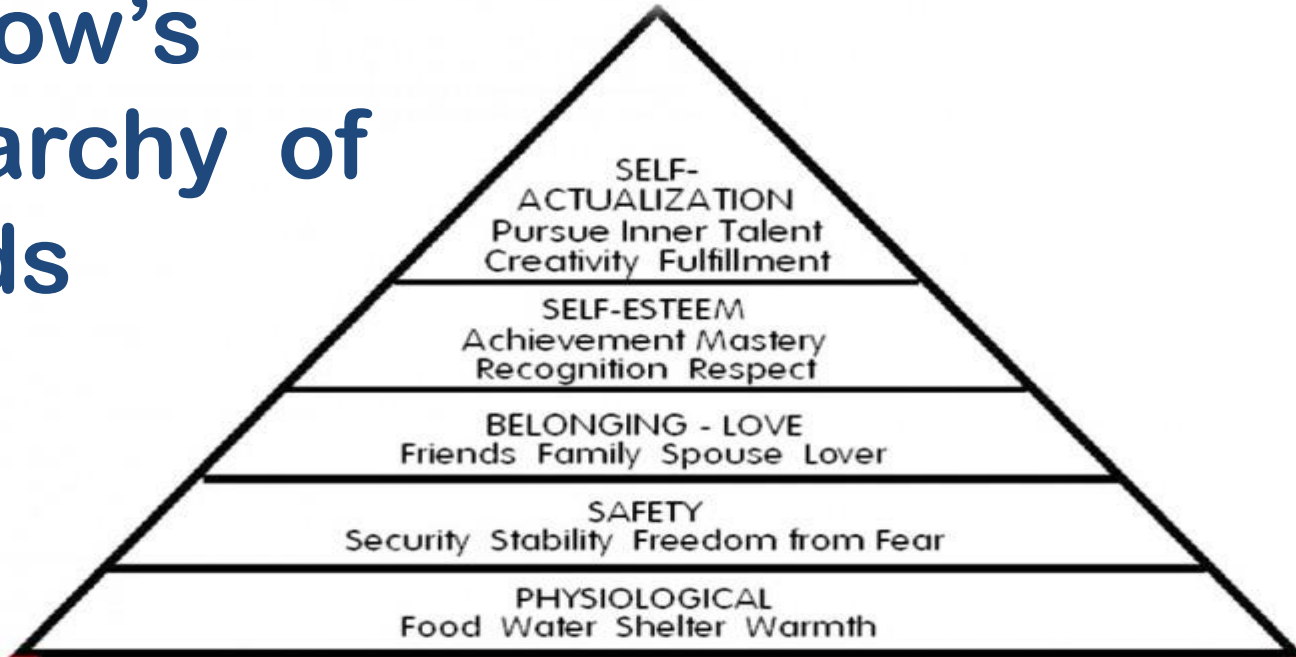 ow’s
archy of
ds
SELF-
ACTUALIZATION
Pursue Inner Talent
Creativity Fulfillment
SELF-ESTEEM
Achievement Mastery
Recognition Respect
BELONGING - LOVE
Friends Family Spouse Lover
SAFETY
Security Stability Freedom from Fear
PHYSIOLOGICAL
Food Water Shelter Warmth